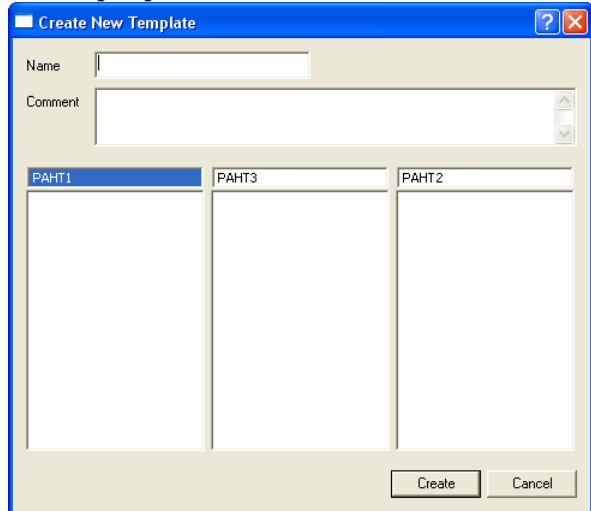 Create New Template
Name
Comment
PAHT1 PAHT3 PAHT2
Create Cancel